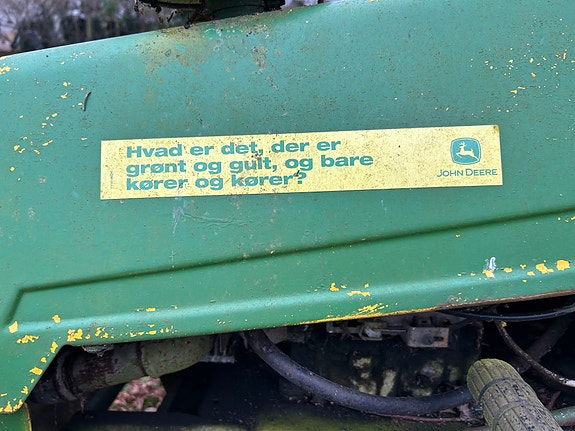 Hvad er det, der er
grønt og gult, og bare
kører og kører?
JOHN DEERE